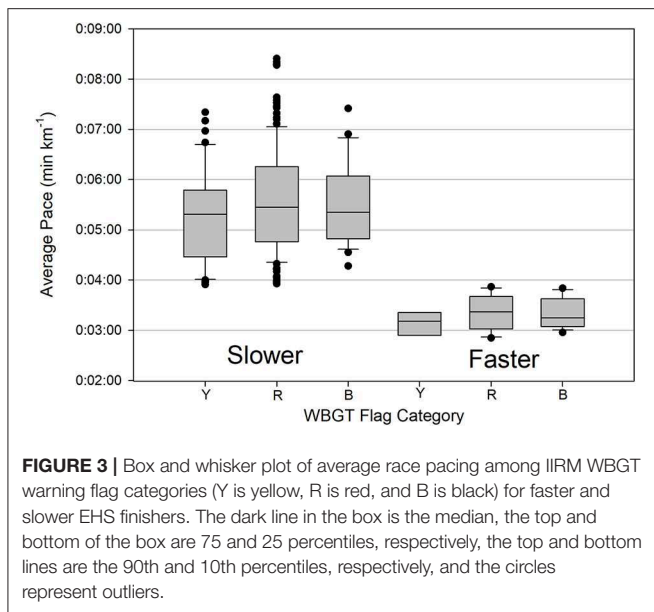 0:09:00
0:08:00
0:07:00
0:06:00
0:05:00
0:04:00
0:03:00
0:02:00
Average Pace (min km⁻¹)
Slower
Faster
Y R B Y R B
WBGT Flag Category
FIGURE 3 | Box and whisker plot of average race pacing among IIRM WBGT
warning flag categories (Y is yellow, R is red, and B is black) for faster and
slower EHS finishers. The dark line in the box is the median, the top and
bottom of the box are 75 and 25 percentiles, respectively, the top and bottom
lines are the 90th and 10th percentiles, respectively, and the circles
represent outliers.